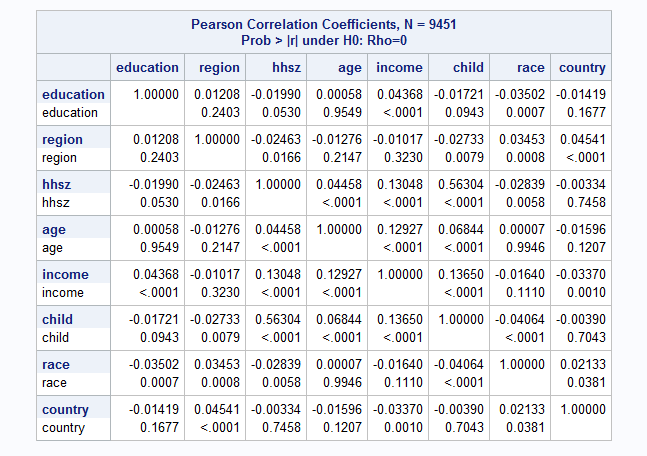 Pearson Correlation Coefficients, N = 9451
Prob > |r| under H0: Rho=0
education region hhsz age income child race country
education 1.00000 0.01208 -0.01990 0.00058 0.04368 -0.01721 -0.03502 -0.01419
education 0.2403 0.0530 0.9549 <.0001 0.0943 0.0007 0.1677
region 0.01208 1.00000 -0.02463 -0.01276 -0.01017 -0.02733 0.03453 0.04541
region 0.2403 0.0166 0.2147 0.3230 0.0079 0.0008 <.0001
hhsz -0.01990 -0.02463 1.00000 0.04458 0.13048 0.56304 -0.02839 -0.00334
hhsz 0.0530 0.0166 <.0001 <.0001 <.0001 0.0058 0.7458
age 0.00058 -0.01276 0.04458 1.00000 0.12927 0.06844 0.00007 -0.01596
age 0.9549 0.2147 <.0001 <.0001 <.0001 0.9946 0.1207
income 0.04368 -0.01017 0.13048 0.12927 1.00000 0.13650 -0.01640 -0.03370
income <.0001 0.3230 <.0001 <.0001 <.0001 0.1110 0.0010
child -0.01721 -0.02733 0.56304 0.06844 0.13650 1.00000 -0.04064 -0.00390
child 0.0943 0.0079 <.0001 <.0001 <.0001 <.0001 0.7043
race -0.03502 0.03453 -0.02839 0.00007 -0.01640 -0.04064 1.00000 0.02133
race 0.0007 0.0008 0.0058 0.9946 0.1110 <.0001 0.0381
country -0.01419 0.04541 -0.00334 -0.01596 -0.03370 -0.00390 0.02133 1.00000
country 0.1677 <.0001 0.7458 0.1207 0.0010 0.7043 0.0381